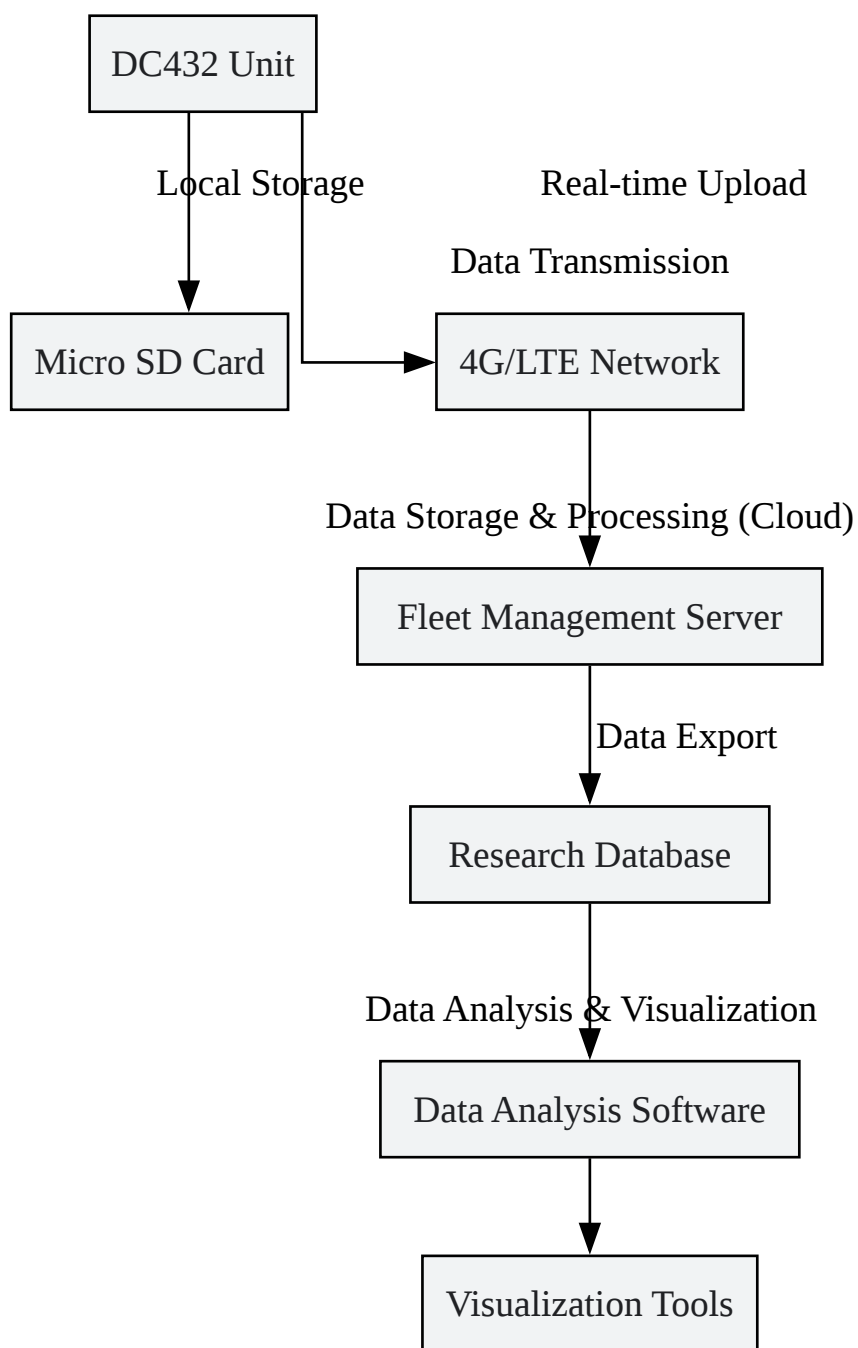 DC432 Unit
Local Storage
Real-time Upload
Data Transmission
Micro SD Card
4G/LTE Network
Data Storage & Processing (Cloud)
Fleet Management Server
Data Export
Research Database
Data Analysis & Visualization
Data Analysis Software
Visualization Tools